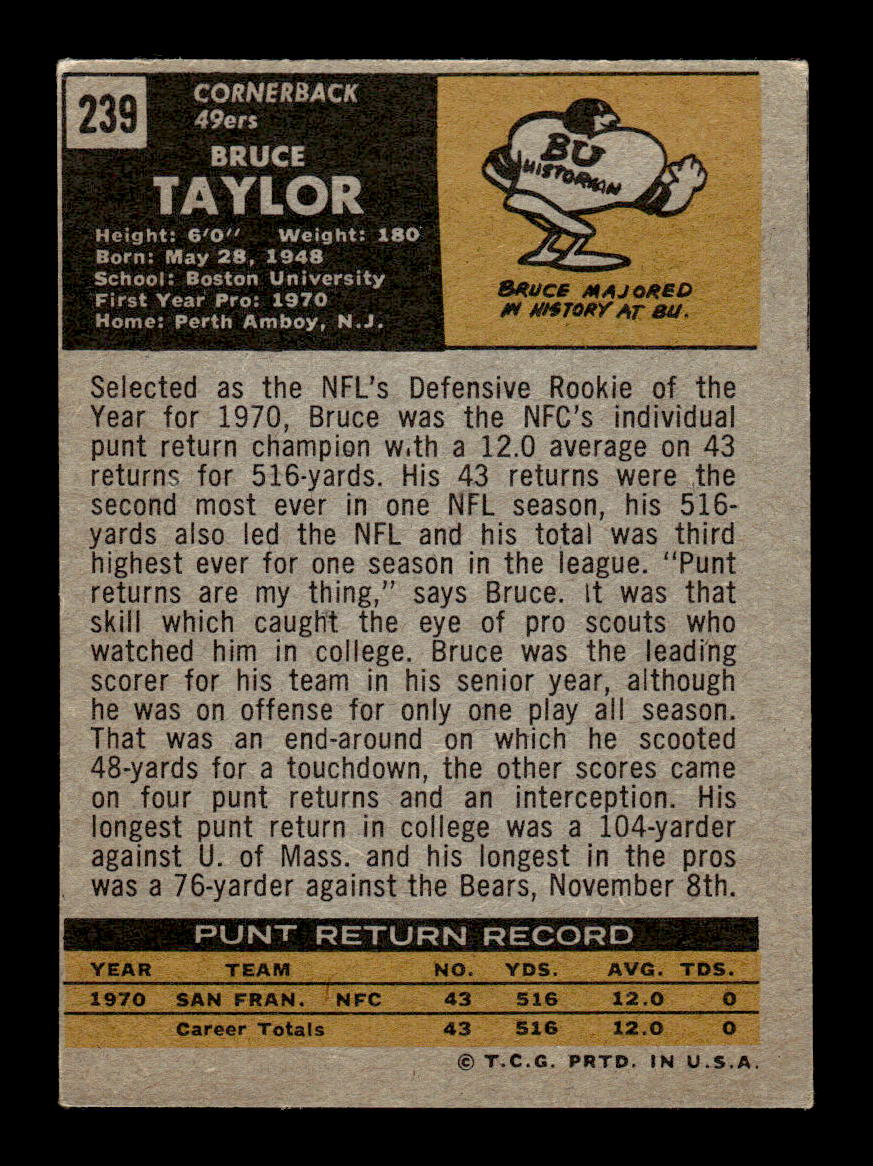 239
CORNERBACK
49ers
BRUCE
TAYLOR
Height: 6'0" Weight: 180
Born: May 28, 1948
School: Boston University
First Year Pro: 1970
Home: Perth Amboy, N.J.
BU
HISTORIAN
BRUCE MAJORED
IN HISTORY AT BU.
Selected as the NFL's Defensive Rookie of the
Year for 1970, Bruce was the NFC's individual
punt return champion with a 12.0 average on 43
returns for 516-yards. His 43 returns were the
second most ever in one NFL season, his 516-
yards also led the NFL and his total was third
highest ever for one season in the league. "Punt
returns are my thing," says Bruce. It was that
skill which caught the eye of pro scouts who
watched him in college. Bruce was the leading
scorer for his team in his senior year, although
he was on offense for only one play all season.
That was an end-around on which he scooted
48-yards for a touchdown, the other scores came
on four punt returns and an interception. His
longest punt return in college was a 104-yarder
against U. of Mass. and his longest in the pros
was a 76-yarder against the Bears, November 8th.
PUNT RETURN RECORD
YEAR TEAM NO. YDS. AVG. TDS.
1970 SAN FRAN. NFC 43 516 12.0 0
Career Totals 43 516 12.0 0
© T.C.G. PRTD. IN U.S.A.